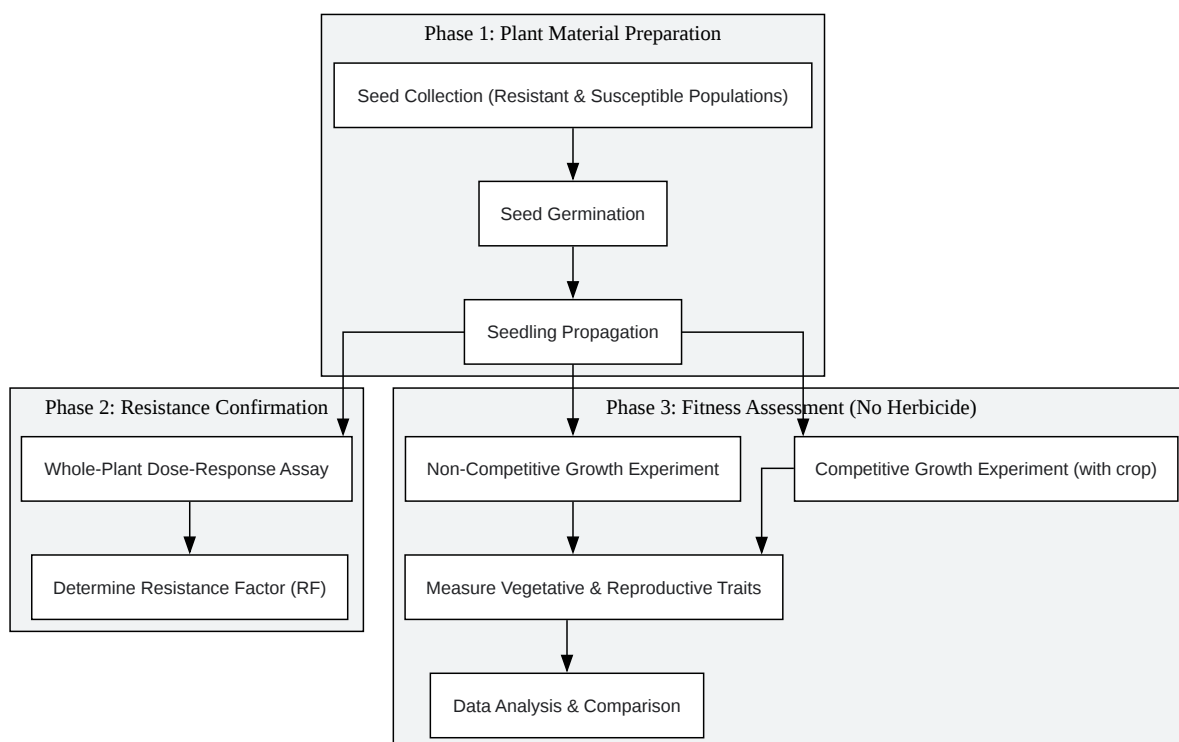 Phase 1: Plant Material Preparation
Seed Collection (Resistant & Susceptible Populations)
Seed Germination
Seedling Propagation
Phase 2: Resistance Confirmation
Whole-Plant Dose-Response Assay
Determine Resistance Factor (RF)
Phase 3: Fitness Assessment (No Herbicide)
Non-Competitive Growth Experiment
Competitive Growth Experiment (with crop)
Measure Vegetative & Reproductive Traits
Data Analysis & Comparison